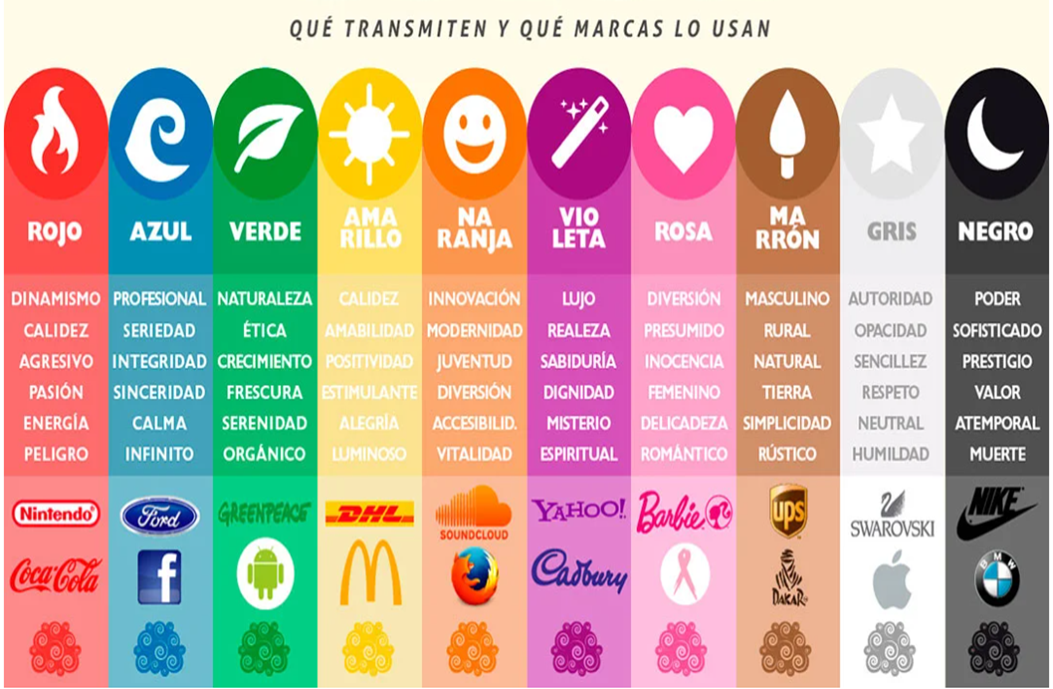 QUÉ TRANSMITEN Y QUÉ MARCAS LO USAN
ROJO
DINAMISMO
CALIDEZ
AGRESIVO
PASIÓN
ENERGÍA
PELIGRO
Nintendo
Coca-Cola
AZUL
PROFESIONAL
SERIEDAD
INTEGRIDAD
SINCERIDAD
CALMA
INFINITO
Ford
f
VERDE
NATURALEZA
ÉTICA
CRECIMIENTO
FRESCURA
SERENIDAD
ORGÁNICO
GREENPEACE
AMA
RILLO
CALIDEZ
AMABILIDAD
POSITIVIDAD
ESTIMULANTE
ALEGRÍA
LUMINOSO
DHL
NA
RANJA
INNOVACIÓN
MODERNIDAD
JUVENTUD
DIVERSIÓN
ACCESIBILID.
VITALIDAD
SOUNDCLOUD
VIO
LETA
LUJO
REALEZA
SABIDURÍA
DIGNIDAD
MISTERIO
ESPIRITUAL
YAHOO!
Cadbury
ROSA
DIVERSIÓN
PRESUMIDO
INOCENCIA
FEMENINO
DELICADEZA
ROMÁNTICO
Barbie
MA
RRÓN
MASCULINO
RURAL
NATURAL
TIERRA
SIMPLICIDAD
RÚSTICO
ups
DAKAR
GRIS
AUTORIDAD
OPACIDAD
SENCILLEZ
RESPETO
NEUTRAL
HUMILDAD
SWAROVSKI
NEGRO
PODER
SOFISTICADO
PRESTIGIO
VALOR
ATEMPORAL
MUERTE
NIKE
BMW